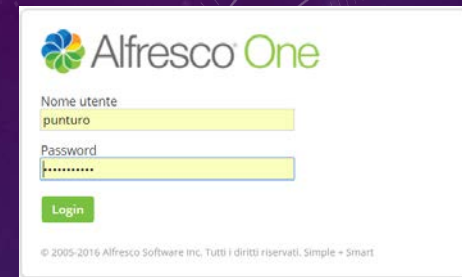 Alfresco One
Nome utente
punturo
Password
•••••••••••
Login
© 2005-2016 Alfresco Software Inc. Tutti i diritti riservati. Simple + Smart